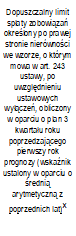 Dopuszczalny limit
spłaty zobowiązań
określony po prawej
stronie nierówności
we wzorze, o którym
mowa w art. 243
ustawy, po
uwzględnieniu
ustawowych
wyłączeń, obliczony
w oparciu o plan 3
kwartału roku
poprzedzającego
pierwszy rok
prognozy (wskaźnik
ustalony w oparciu o
średnią
arytmetyczną z
poprzednich lat)x